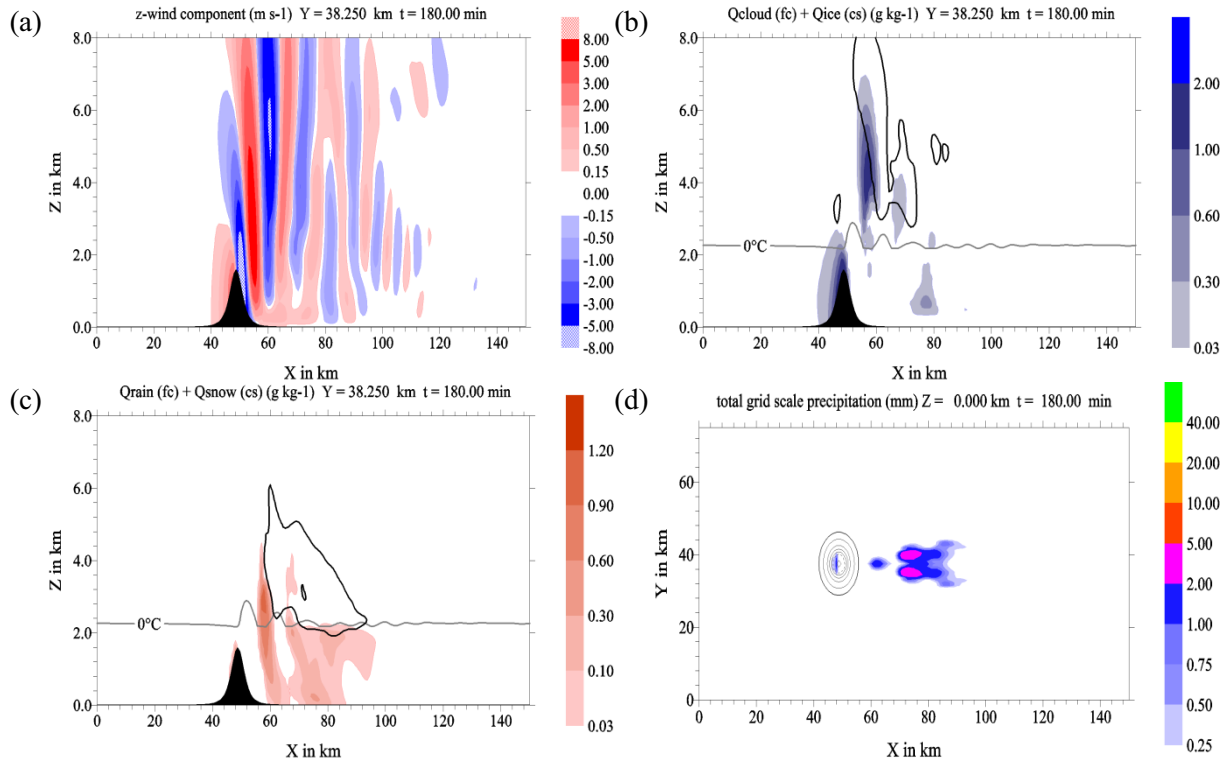 (a)
z-wind component (m s-1)  Y = 38.250  km  t = 180.00 min
Z in km
8.0
6.0
4.0
2.0
0.0
0 20 40 60 80 100 120 140
X in km
8.00
5.00
3.00
2.00
1.00
0.50
0.15
0.00
-0.15
-0.50
-1.00
-3.00
-5.00
-8.00
(b)
Qcloud (fc) + Qice (cs) (g kg-1)  Y = 38.250  km  t = 180.00 min
Z in km
8.0
6.0
4.0
2.0
0.0
0°C
0 20 40 60 80 100 120 140
X in km
2.00
1.00
0.60
0.30
0.03
(c)
Qrain (fc) + Qsnow (cs) (g kg-1)  Y = 38.250  km  t = 180.00 min
Z in km
8.0
6.0
4.0
2.0
0.0
0°C
0 20 40 60 80 100 120 140
X in km
1.20
0.90
0.60
0.30
0.10
0.03
(d)
total grid scale precipitation (mm) Z =   0.000 km  t =  180.00  min
Y in km
60
40
20
0
0 20 40 60 80 100 120 140
X in km
40.00
20.00
10.00
5.00
2.00
1.00
0.75
0.50
0.25